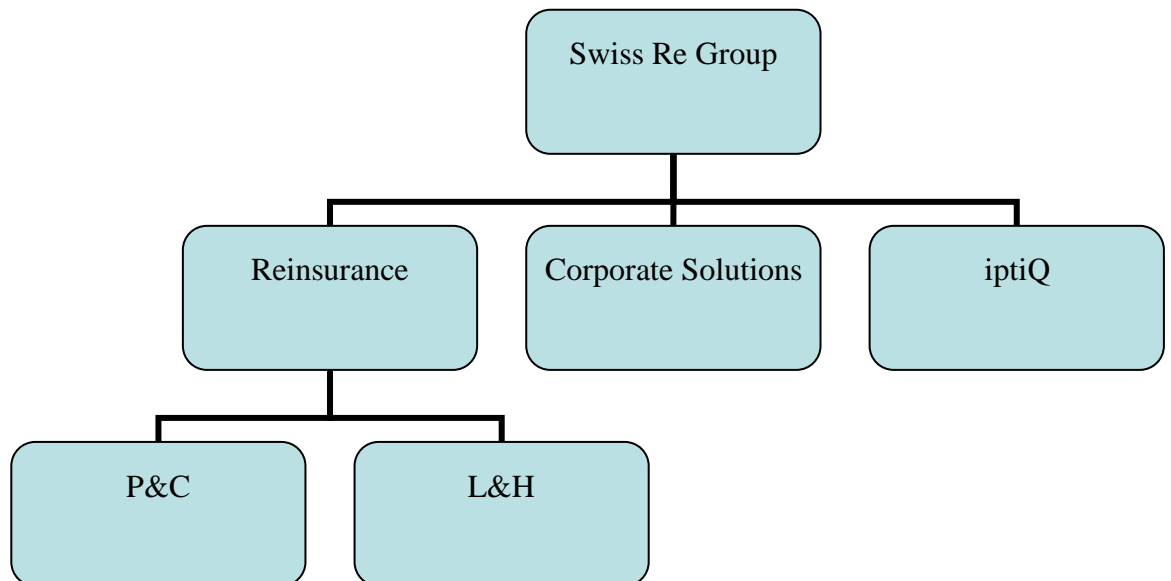 Swiss Re Group
Reinsurance
Corporate Solutions
iptiQ
P&C
L&H